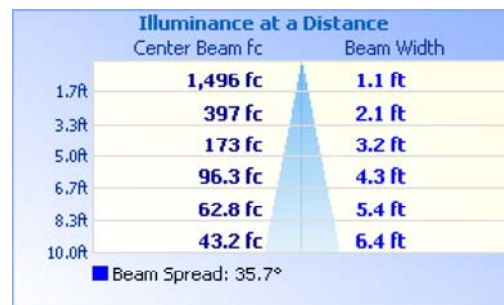 Illuminance at a Distance
Center Beam fc Beam Width
1.7ft 1,496 fc 1.1 ft
3.3ft 397 fc 2.1 ft
5.0ft 173 fc 3.2 ft
6.7ft 96.3 fc 4.3 ft
8.3ft 62.8 fc 5.4 ft
10.0ft 43.2 fc 6.4 ft
Beam Spread: 35.7°